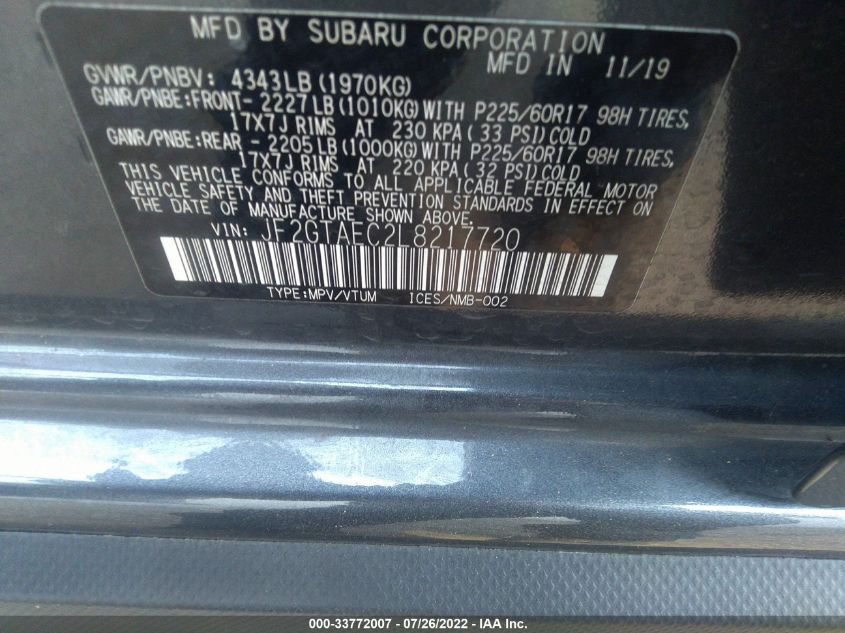 MFD BY SUBARU CORPORATION
MFD IN 11/19
GVWR/PNBV: 4343LB (1970KG)
GAWR/PNBE:FRONT- 2227LB (1010KG) WITH P225/60R17 98H TIRES,
17X7J RIMS AT 230 KPA (33 PSI) COLD
GAWR/PNBE:REAR - 2205LB (1000KG) WITH P225/60R17 98H TIRES,
17X7J RIMS AT 220 KPA (32 PSI) COLD
THIS VEHICLE CONFORMS TO ALL APPLICABLE FEDERAL MOTOR
VEHICLE SAFETY AND THEFT PREVENTION STANDARDS IN EFFECT ON
THE DATE OF MANUFACTURE SHOWN ABOVE.
VIN: JF2GTAEC2L8217720
TYPE:MPV/VTUM ICES/NMB-002
000-33772007 - 07/26/2022 - IAA Inc.